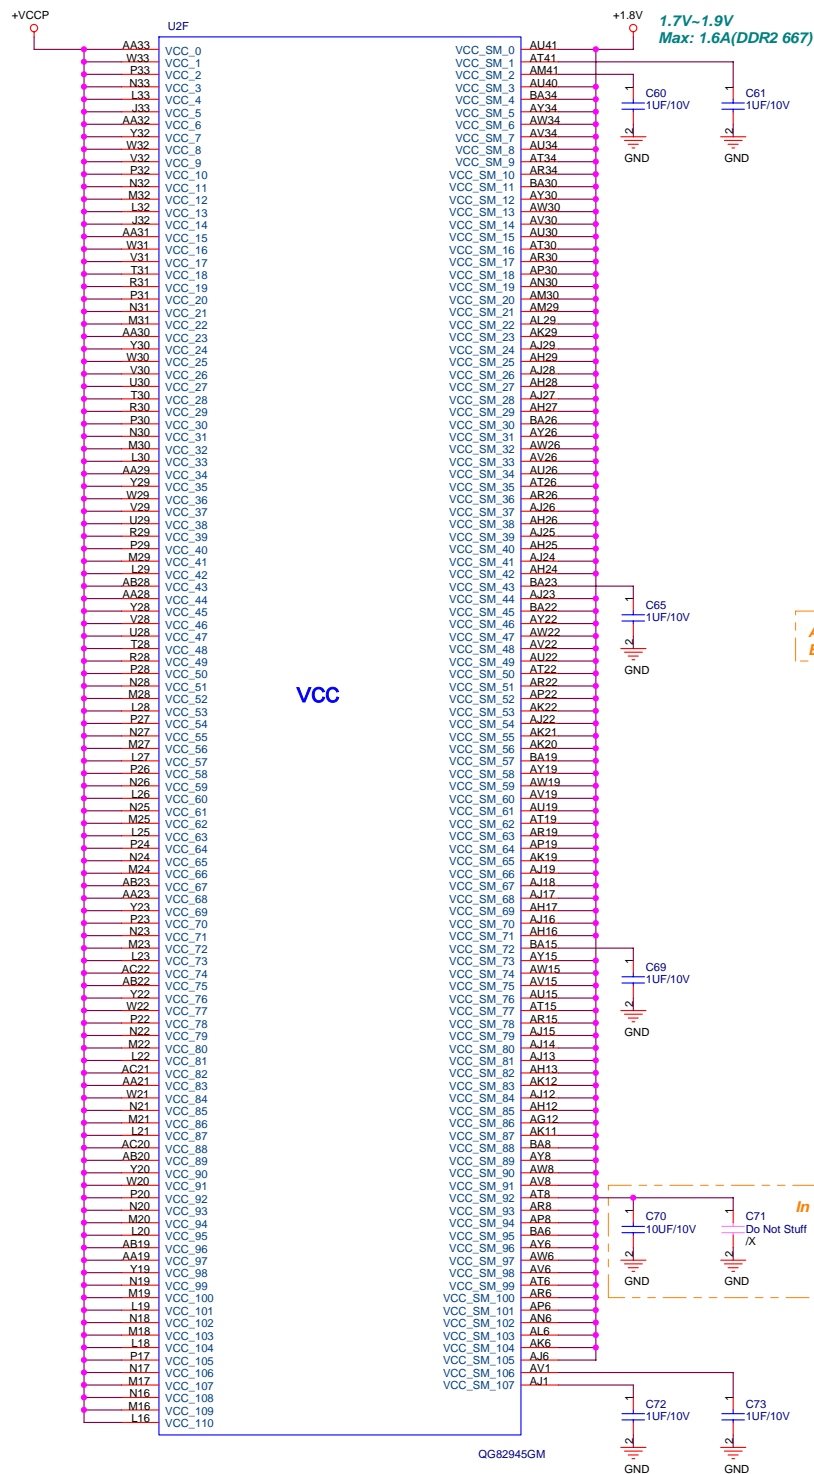 +VCCP
U2F
+1.8V
1.7V~1.9V
Max: 1.6A(DDR2 667)
AA33 VCC_0 VCC_SM_0 AU41
W33 VCC_1 VCC_SM_1 AT41
P33 VCC_2 VCC_SM_2 AM41
N33 VCC_3 VCC_SM_3 AU40
L33 VCC_4 VCC_SM_4 BA34
J33 VCC_5 VCC_SM_5 AY34
AA32 VCC_6 VCC_SM_6 AW34
Y32 VCC_7 VCC_SM_7 AV34
W32 VCC_8 VCC_SM_8 AU34
V32 VCC_9 VCC_SM_9 AT34
P32 VCC_10 VCC_SM_10 AR34
N32 VCC_11 VCC_SM_11 BA30
M32 VCC_12 VCC_SM_12 AY30
L32 VCC_13 VCC_SM_13 AW30
J32 VCC_14 VCC_SM_14 AV30
AA31 VCC_15 VCC_SM_15 AU30
W31 VCC_16 VCC_SM_16 AT30
V31 VCC_17 VCC_SM_17 AR30
T31 VCC_18 VCC_SM_18 AP30
R31 VCC_19 VCC_SM_19 AN30
P31 VCC_20 VCC_SM_20 AM30
N31 VCC_21 VCC_SM_21 AM29
M31 VCC_22 VCC_SM_22 AL29
AA30 VCC_23 VCC_SM_23 AK29
Y30 VCC_24 VCC_SM_24 AJ29
W30 VCC_25 VCC_SM_25 AH29
V30 VCC_26 VCC_SM_26 AJ28
U30 VCC_27 VCC_SM_27 AH28
T30 VCC_28 VCC_SM_28 AJ27
R30 VCC_29 VCC_SM_29 AH27
P30 VCC_30 VCC_SM_30 BA26
N30 VCC_31 VCC_SM_31 AY26
M30 VCC_32 VCC_SM_32 AW26
L30 VCC_33 VCC_SM_33 AV26
AA29 VCC_34 VCC_SM_34 AU26
Y29 VCC_35 VCC_SM_35 AT26
W29 VCC_36 VCC_SM_36 AR26
V29 VCC_37 VCC_SM_37 AJ26
U29 VCC_38 VCC_SM_38 AH26
R29 VCC_39 VCC_SM_39 AJ25
P29 VCC_40 VCC_SM_40 AH25
M29 VCC_41 VCC_SM_41 AJ24
L29 VCC_42 VCC_SM_42 AH24
AB28 VCC_43 VCC_SM_43 BA23
AA28 VCC_44 VCC_SM_44 AJ23
Y28 VCC_45 VCC_SM_45 BA22
V28 VCC_46 VCC_SM_46 AY22
U28 VCC_47 VCC_SM_47 AW22
T28 VCC_48 VCC_SM_48 AV22
R28 VCC_49 VCC_SM_49 AU22
P28 VCC_50 VCC_SM_50 AT22
N28 VCC_51 VCC_SM_51 AR22
M28 VCC_52 VCC_SM_52 AP22
L28 VCC_53 VCC_SM_53 AK22
P27 VCC_54 VCC_SM_54 AJ22
N27 VCC_55 VCC_SM_55 AK21
M27 VCC_56 VCC_SM_56 AK20
L27 VCC_57 VCC_SM_57 BA19
P26 VCC_58 VCC_SM_58 AY19
N26 VCC_59 VCC_SM_59 AW19
L26 VCC_60 VCC_SM_60 AV19
N25 VCC_61 VCC_SM_61 AU19
M25 VCC_62 VCC_SM_62 AT19
L25 VCC_63 VCC_SM_63 AR19
P24 VCC_64 VCC_SM_64 AP19
N24 VCC_65 VCC_SM_65 AK19
M24 VCC_66 VCC_SM_66 AJ19
AB23 VCC_67 VCC_SM_67 AJ18
AA23 VCC_68 VCC_SM_68 AJ17
Y23 VCC_69 VCC_SM_69 AH17
P23 VCC_70 VCC_SM_70 AJ16
N23 VCC_71 VCC_SM_71 AH16
M23 VCC_72 VCC_SM_72 BA15
L23 VCC_73 VCC_SM_73 AY15
AC22 VCC_74 VCC_SM_74 AW15
AB22 VCC_75 VCC_SM_75 AV15
Y22 VCC_76 VCC_SM_76 AU15
W22 VCC_77 VCC_SM_77 AT15
P22 VCC_78 VCC_SM_78 AR15
N22 VCC_79 VCC_SM_79 AJ15
M22 VCC_80 VCC_SM_80 AJ14
L22 VCC_81 VCC_SM_81 AJ13
AC21 VCC_82 VCC_SM_82 AH13
AA21 VCC_83 VCC_SM_83 AK12
W21 VCC_84 VCC_SM_84 AJ12
N21 VCC_85 VCC_SM_85 AH12
M21 VCC_86 VCC_SM_86 AG12
L21 VCC_87 VCC_SM_87 AK11
AC20 VCC_88 VCC_SM_88 BA8
AB20 VCC_89 VCC_SM_89 AY8
Y20 VCC_90 VCC_SM_90 AW8
W20 VCC_91 VCC_SM_91 AV8
P20 VCC_92 VCC_SM_92 AT8
N20 VCC_93 VCC_SM_93 AR8
M20 VCC_94 VCC_SM_94 AP8
L20 VCC_95 VCC_SM_95 BA6
AB19 VCC_96 VCC_SM_96 AY6
AA19 VCC_97 VCC_SM_97 AW6
Y19 VCC_98 VCC_SM_98 AV6
N19 VCC_99 VCC_SM_99 AT6
M19 VCC_100 VCC_SM_100 AR6
L19 VCC_101 VCC_SM_101 AP6
N18 VCC_102 VCC_SM_102 AN6
M18 VCC_103 VCC_SM_103 AL6
L18 VCC_104 VCC_SM_104 AK6
P17 VCC_105 VCC_SM_105 AJ6
N17 VCC_106 VCC_SM_106 AV1
M17 VCC_107 VCC_SM_107 AJ1
N16 VCC_108
M16 VCC_109
L16 VCC_110
VCC
QG82945GM
1 C60 1 C61
1UF/10V 1UF/10V
2 2
GND GND
1 C65
1UF/10V
2
GND
1 C69
1UF/10V
2
GND
In
1 C70 1 C71
10UF/10V Do Not Stuff
/X
2 2
GND GND
1 C72 1 C73
1UF/10V 1UF/10V
2 2
GND GND